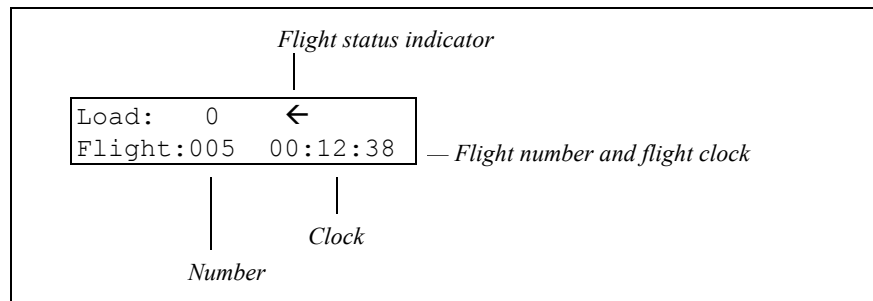 Flight status indicator
Load: 0 ←
Flight:005 00:12:38
— Flight number and flight clock
Clock
Number